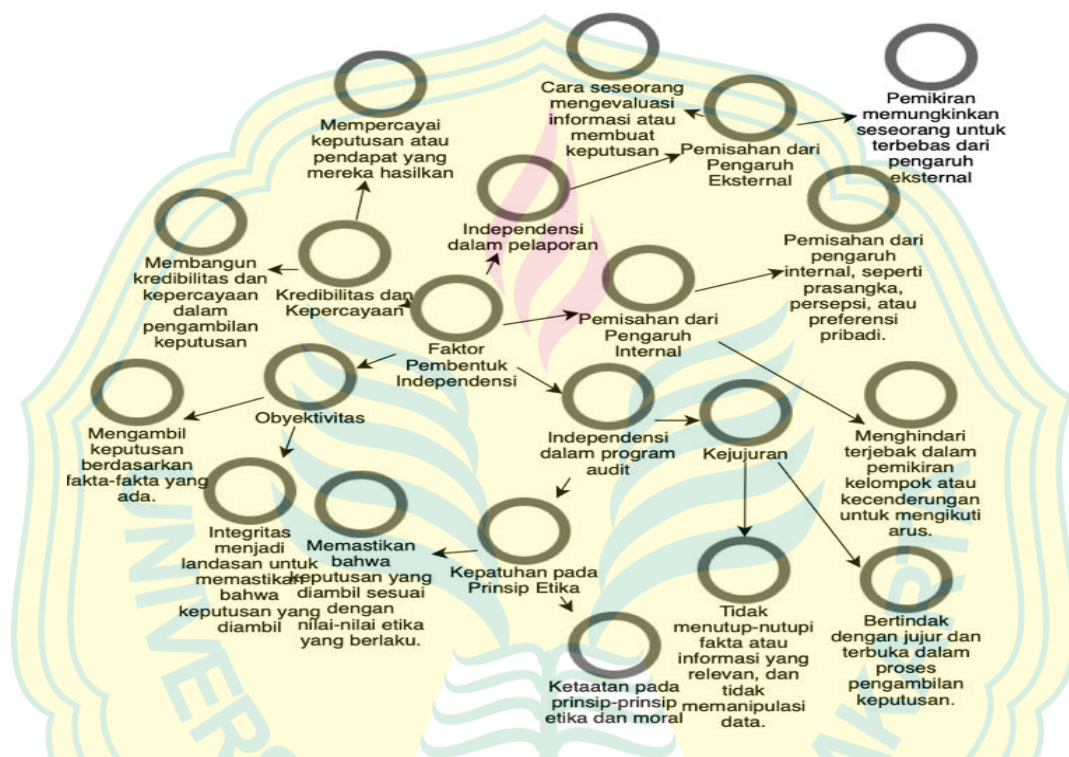 Cara seseorang
mengevaluasi
informasi atau
membuat
keputusan
Pemikiran
memungkinkan
seseorang untuk
terbebas dari
pengaruh
eksternal
Mempercayai
keputusan atau
pendapat yang
mereka hasilkan
Pemisahan dari
Pengaruh
Eksternal
Independensi
dalam pelaporan
Pemisahan dari
pengaruh
internal, seperti
prasangka,
persepsi, atau
preferensi
pribadi.
Membangun
kredibilitas dan
kepercayaan
dalam
pengambilan
keputusan
Kredibilitas dan
Kepercayaan
Faktor
Pembentuk
Independensi
Pemisahan dari
Pengaruh
Internal
Obyektivitas
Mengambil
keputusan
berdasarkan
fakta-fakta yang
ada.
Independensi
dalam program
audit
Kejujuran
Menghindari
terjebak dalam
pemikiran
kelompok atau
kecenderungan
untuk mengikuti
arus.
Integritas
menjadi
landasan untuk
memastikan
bahwa
keputusan yang
diambil
Memastikan
bahwa
keputusan yang
diambil sesuai
dengan
nilai-nilai etika
yang berlaku.
Kepatuhan pada
Prinsip Etika
Tidak
menutup-nutupi
fakta atau
informasi yang
relevan, dan
tidak
memanipulasi
data.
Bertindak
dengan jujur dan
terbuka dalam
proses
pengambilan
keputusan.
Ketaatan pada
prinsip-prinsip
etika dan moral